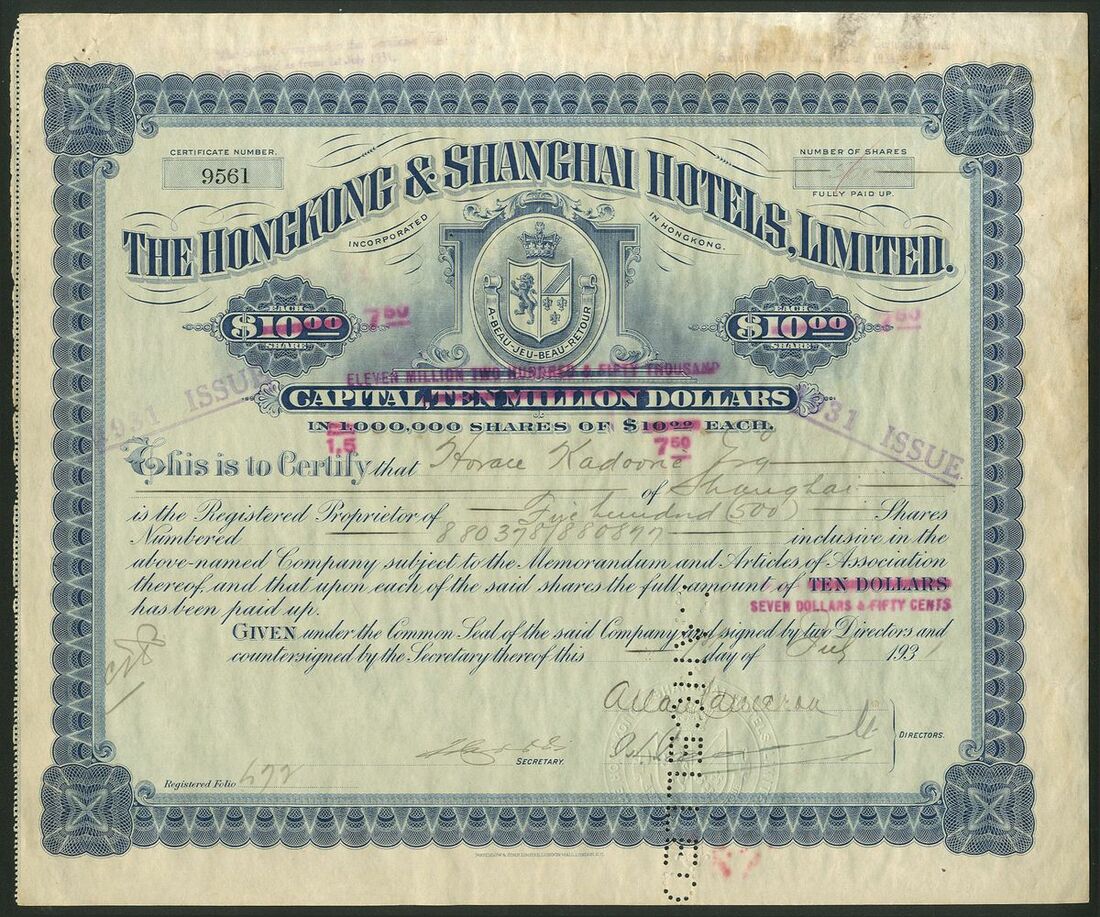 CERTIFICATE NUMBER.
9561
NUMBER OF SHARES
FULLY PAID UP.
THE HONGKONG & SHANGHAI HOTELS, LIMITED.
INCORPORATED IN HONGKONG.
EACH
$10.00
SHARE
7.50
A·BEAU·JEU·BEAU·RETOUR
EACH
$10.00
SHARE
7.50
ELEVEN MILLION TWO HUNDRED & FIFTY THOUSAND
CAPITAL, TEN MILLION DOLLARS
1931 ISSUE
1931 ISSUE
IN 1,000,000 SHARES OF $10.00 EACH.
1,5
7.50
This is to Certify that Horace Kadoorie Esq
of Shanghai
is the Registered Proprietor of Five hundred (500) Shares
Numbered 880378/880877 inclusive in the
above-named Company subject to the Memorandum and Articles of Association
thereof, and that upon each of the said shares the full amount of TEN DOLLARS
SEVEN DOLLARS & FIFTY CENTS
has been paid up.
GIVEN under the Common Seal of the said Company and signed by two Directors and
countersigned by the Secretary thereof this day of July 1931
DIRECTORS.
SECRETARY.
Registered Folio 672
CANCELLED